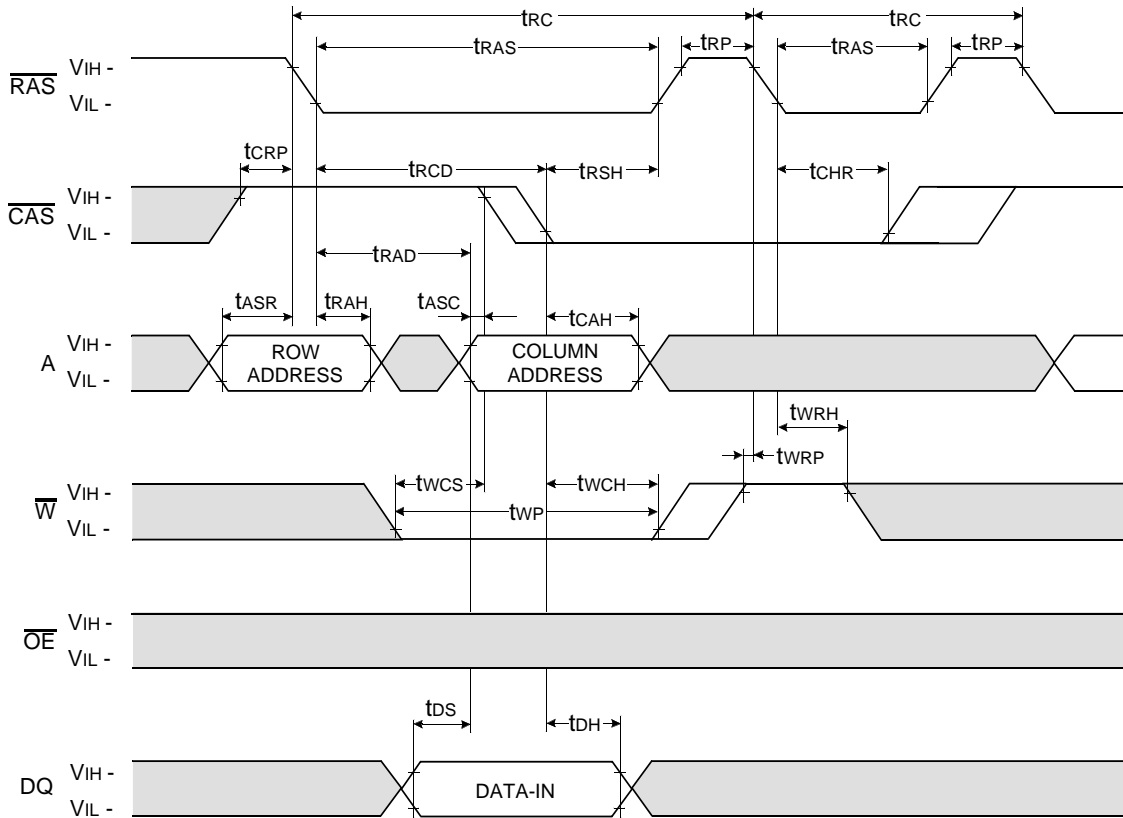 tRC tRC
tRAS tRP tRAS tRP
RAS VIH -
VIL -
tCRP tRCD tRSH tCHR
CAS VIH -
VIL -
tRAD
tASR tRAH tASC tCAH
A VIH -
VIL -
ROW ADDRESS
COLUMN ADDRESS
tWRH
tWRP
tWCS tWCH
W VIH -
VIL -
tWP
OE VIH -
VIL -
tDS tDH
DQ VIH -
VIL -
DATA-IN